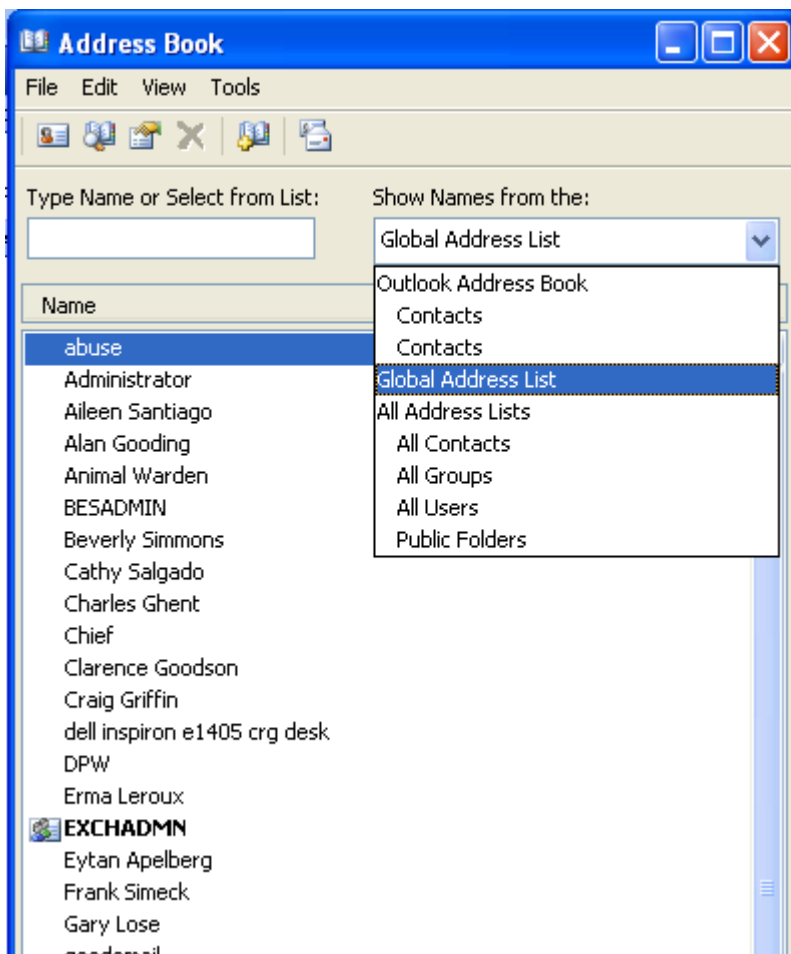 Address Book
File Edit View Tools
Type Name or Select from List: Show Names from the:
Global Address List
Outlook Address Book
Contacts
Contacts
Global Address List
All Address Lists
All Contacts
All Groups
All Users
Public Folders
Name
abuse
Administrator
Aileen Santiago
Alan Gooding
Animal Warden
BESADMIN
Beverly Simmons
Cathy Salgado
Charles Ghent
Chief
Clarence Goodson
Craig Griffin
dell inspiron e1405 crg desk
DPW
Erma Leroux
EXCHADMN
Eytan Apelberg
Frank Simeck
Gary Lose